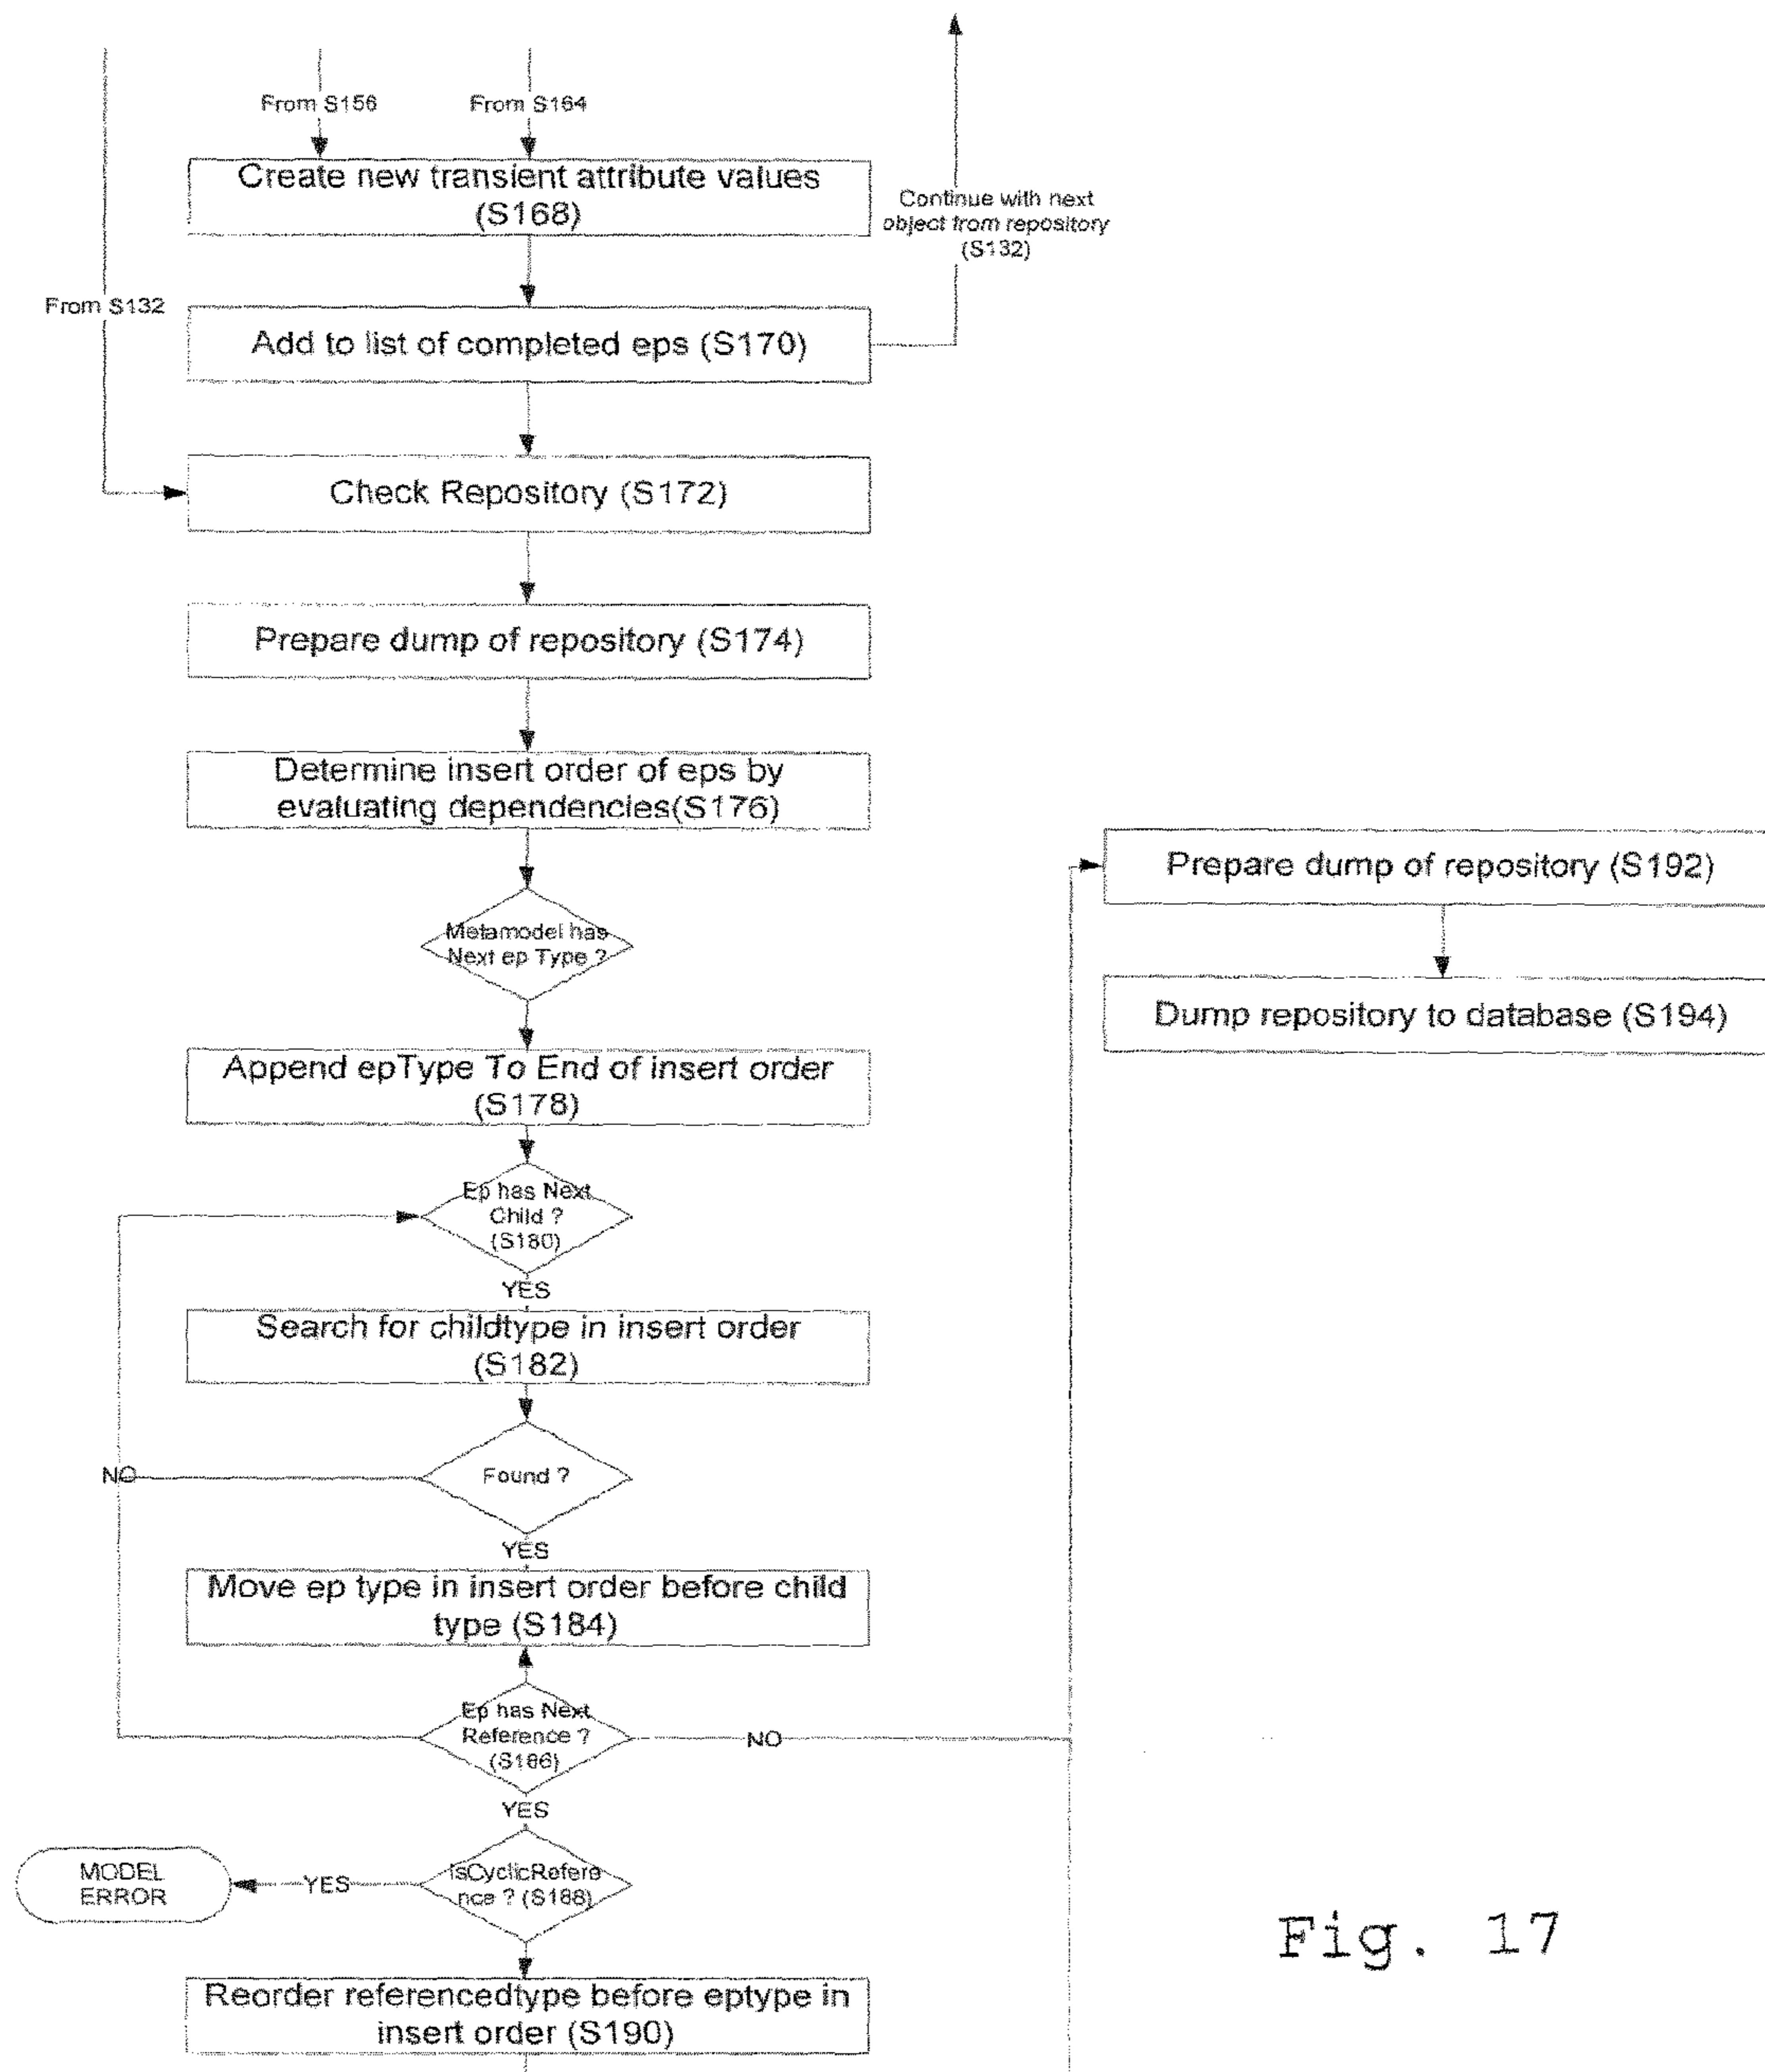 From S156
From S164
Create new transient attribute values
(S168)
Continue with next
object from repository
(S132)
From S132
Add to list of completed eps (S170)
Check Repository (S172)
Prepare dump of repository (S174)
Determine insert order of eps by
evaluating dependencies(S176)
Metamodel has
Next ep Type ?
Prepare dump of repository (S192)
Dump repository to database (S194)
Append epType To End of insert order
(S178)
Ep has Next
Child ?
(S180)
YES
Search for childtype in insert order
(S182)
Found ?
NO
YES
Move ep type in insert order before child
type (S184)
Ep has Next
Reference ?
(S186)
NO
YES
isCyclicRefere
nce ? (S188)
YES
MODEL
ERROR
Reorder referencedtype before eptype in
insert order (S190)
Fig. 17